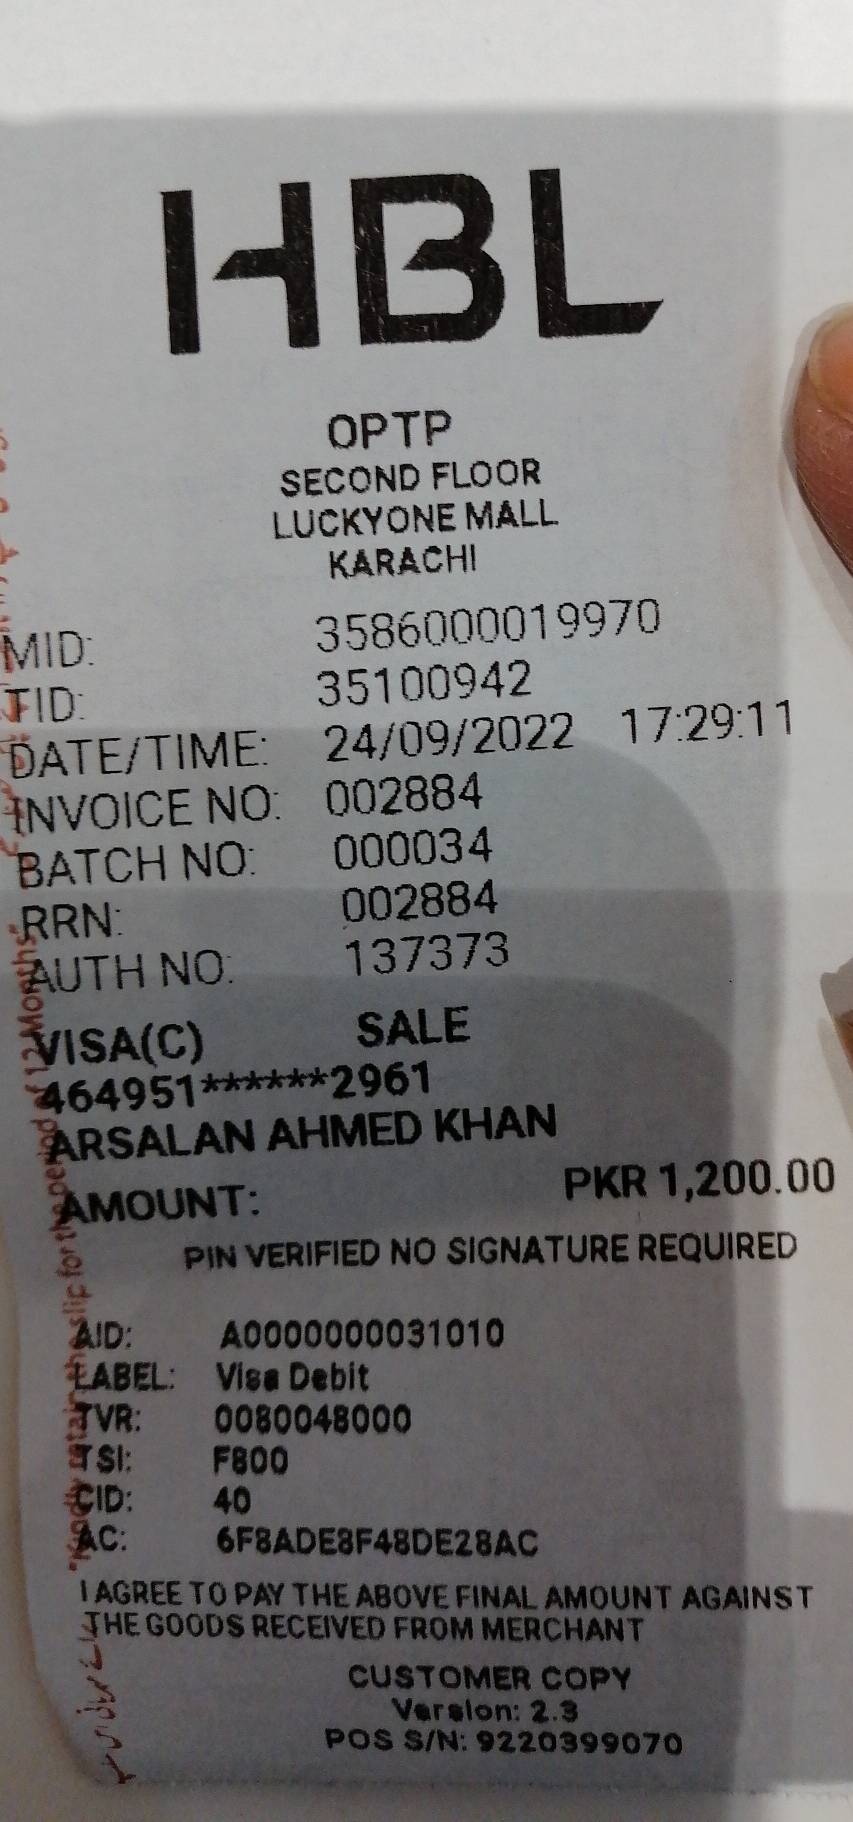 HBL
OPTP
SECOND FLOOR
LUCKYONE MALL
KARACHI
MID: 3586000019970
TID: 35100942
DATE/TIME: 24/09/2022 17:29:11
INVOICE NO: 002884
BATCH NO: 000034
RRN: 002884
AUTH NO: 137373
VISA(C) SALE
464951******2961
ARSALAN AHMED KHAN
AMOUNT: PKR 1,200.00
PIN VERIFIED NO SIGNATURE REQUIRED
AID: A0000000031010
LABEL: Visa Debit
TVR: 0080048000
TSI: F800
CID: 40
AC: 6F8ADE8F48DE28AC
I AGREE TO PAY THE ABOVE FINAL AMOUNT AGAINST
THE GOODS RECEIVED FROM MERCHANT
CUSTOMER COPY
Version: 2.3
POS S/N: 9220399070
"Kindly retain the slip for the period of 12 Months"